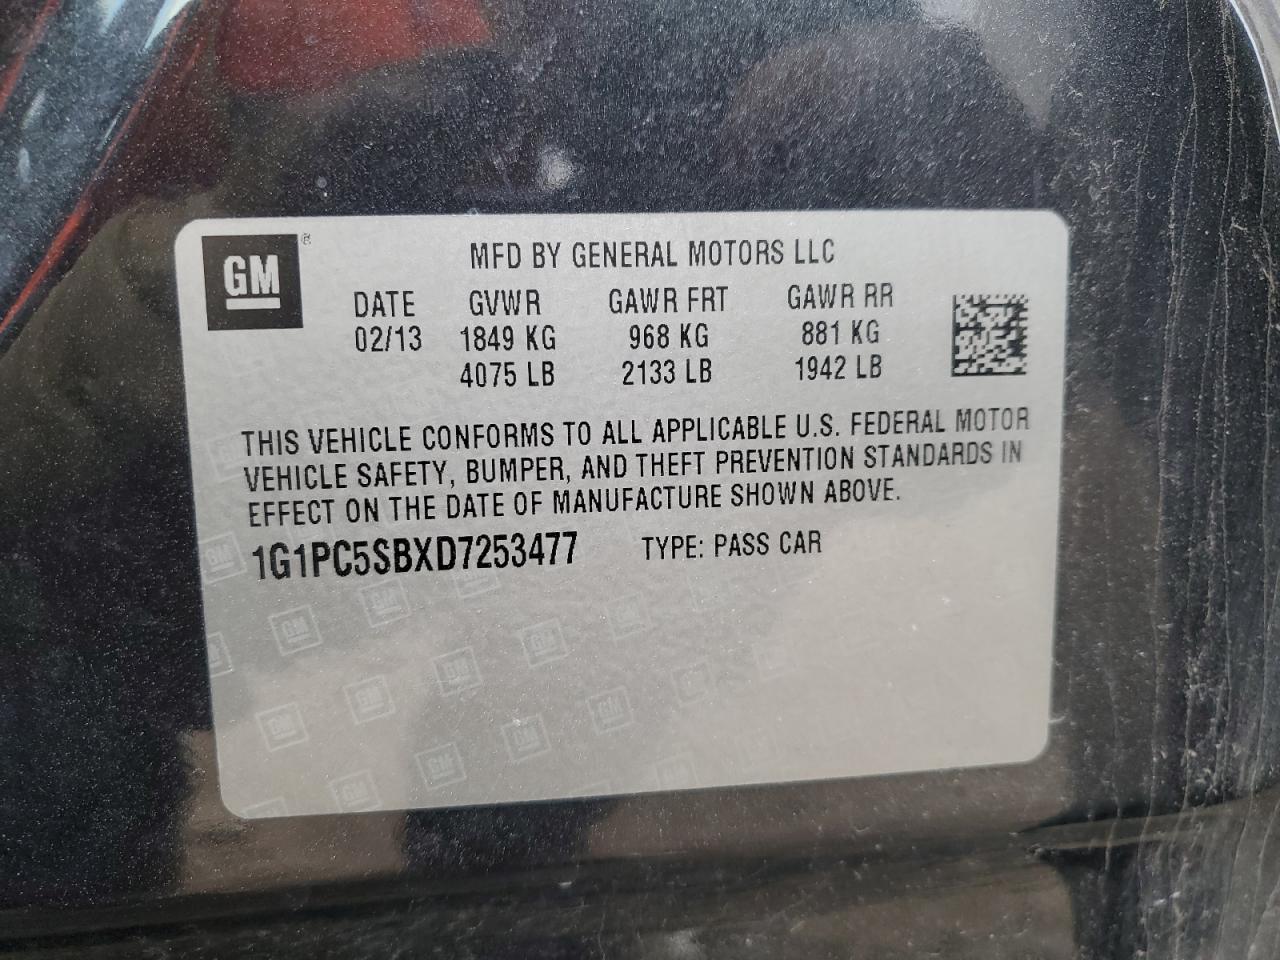 GM ®
MFD BY GENERAL MOTORS LLC
DATE GVWR GAWR FRT GAWR RR
02/13 1849 KG 968 KG 881 KG
4075 LB 2133 LB 1942 LB
THIS VEHICLE CONFORMS TO ALL APPLICABLE U.S. FEDERAL MOTOR
VEHICLE SAFETY, BUMPER, AND THEFT PREVENTION STANDARDS IN
EFFECT ON THE DATE OF MANUFACTURE SHOWN ABOVE.
1G1PC5SBXD7253477 TYPE: PASS CAR